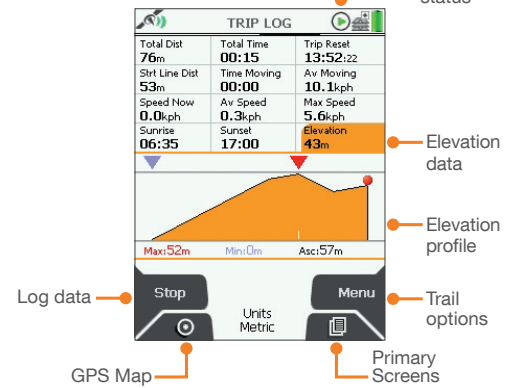 status
TRIP LOG
Total Dist
76m
Total Time
00:15
Trip Reset
13:52:22
Strt Line Dist
53m
Time Moving
00:00
Av Moving
10.1kph
Speed Now
0.0kph
Av Speed
0.3kph
Max Speed
5.6kph
Sunrise
06:35
Sunset
17:00
Elevation
43m
Elevation
data
Elevation
profile
Max:52m
Min:0m
Asc:57m
Log data
Stop
Menu
Trail
options
Units
Metric
GPS Map
Primary
Screens